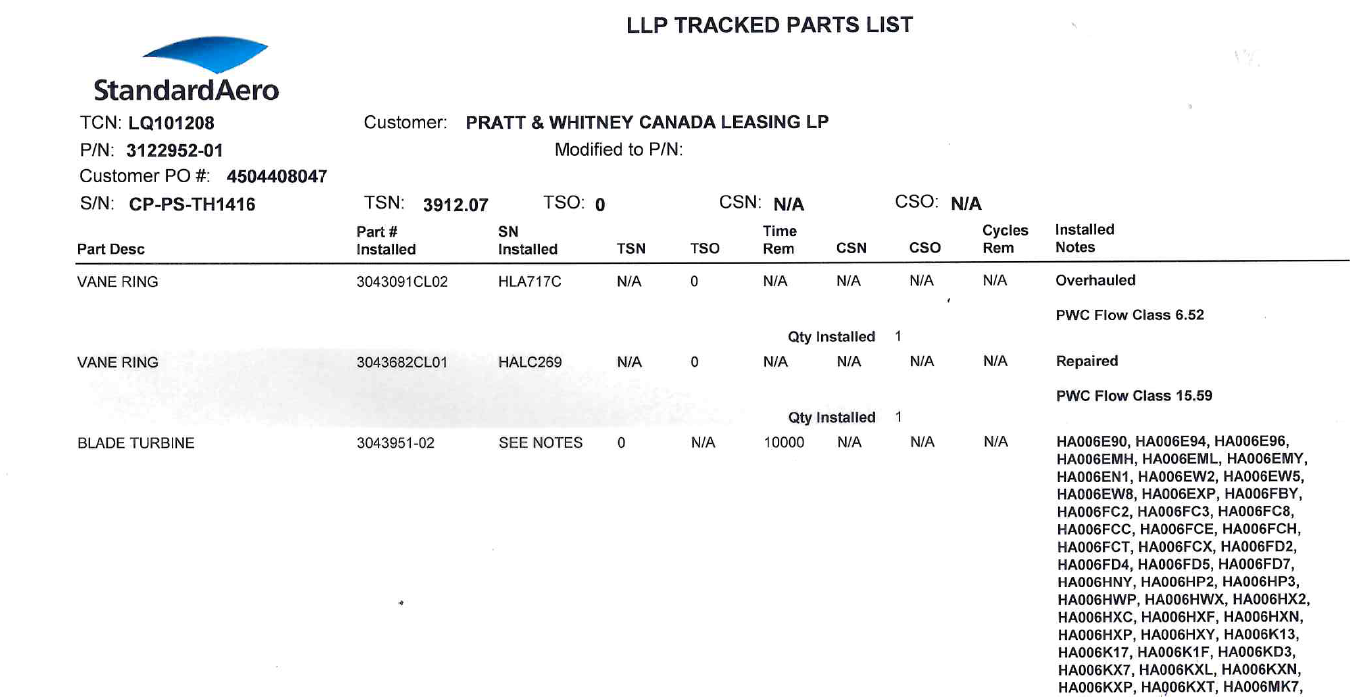 LLP TRACKED PARTS LIST
StandardAero
TCN: LQ101208 Customer: PRATT & WHITNEY CANADA LEASING LP
P/N: 3122952-01 Modified to P/N:
Customer PO #: 4504408047
S/N: CP-PS-TH1416 TSN: 3912.07 TSO: 0 CSN: N/A CSO: N/A
Part # SN Time Cycles Installed
Part Desc Installed Installed TSN TSO Rem CSN CSO Rem Notes
VANE RING 3043091CL02 HLA717C N/A 0 N/A N/A N/A N/A Overhauled
PWC Flow Class 6.52
Qty Installed 1
VANE RING 3043682CL01 HALC269 N/A 0 N/A N/A N/A N/A Repaired
PWC Flow Class 15.59
Qty Installed 1
BLADE TURBINE 3043951-02 SEE NOTES 0 N/A 10000 N/A N/A N/A HA006E90, HA006E94, HA006E96,
HA006EMH, HA006EML, HA006EMY,
HA006EN1, HA006EW2, HA006EW5,
HA006EW8, HA006EXP, HA006FBY,
HA006FC2, HA006FC3, HA006FC8,
HA006FCC, HA006FCE, HA006FCH,
HA006FCT, HA006FCX, HA006FD2,
HA006FD4, HA006FD5, HA006FD7,
HA006HNY, HA006HP2, HA006HP3,
HA006HWP, HA006HWX, HA006HX2,
HA006HXC, HA006HXF, HA006HXN,
HA006HXP, HA006HXY, HA006K13,
HA006K17, HA006K1F, HA006KD3,
HA006KX7, HA006KXL, HA006KXN,
HA006KXP, HA006KXT, HA006MK7,